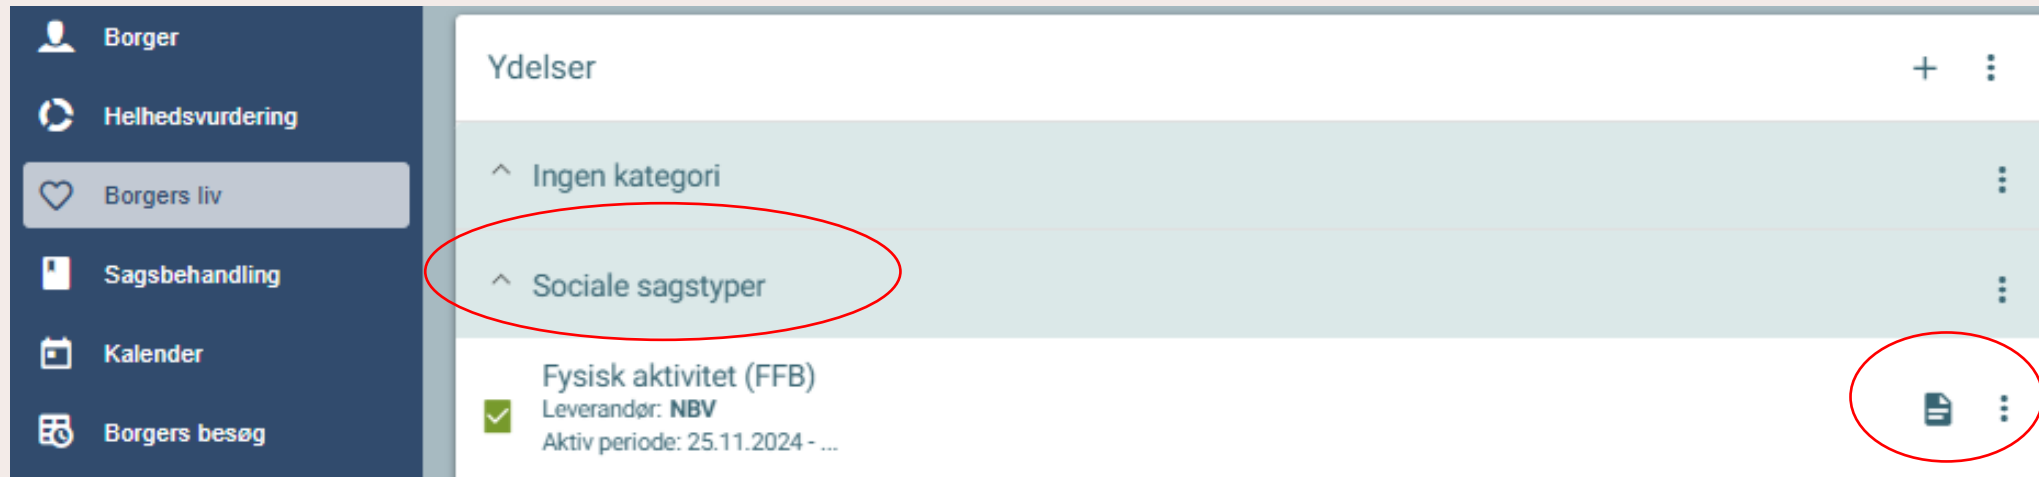 Borger
Helhedsvurdering
Borgers liv
Sagsbehandling
Kalender
Borgers besøg
Ydelser
Ingen kategori
Sociale sagstyper
Fysisk aktivitet (FFB)
Leverandør: NBV
Aktiv periode: 25.11.2024 - ...